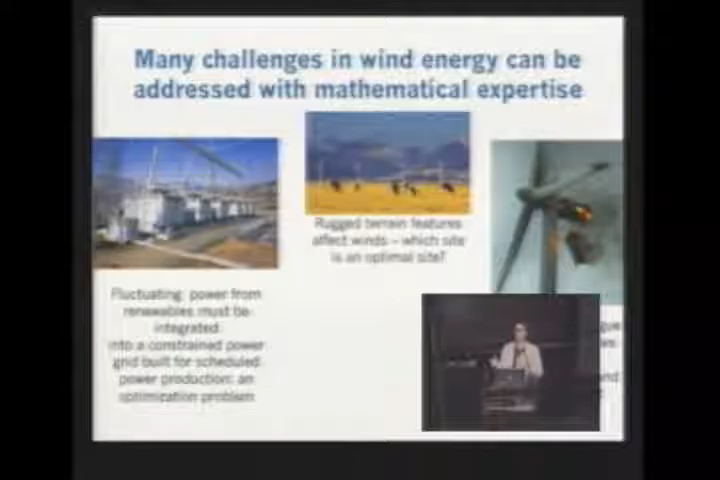 Many challenges in wind energy can be
addressed with mathematical expertise
Rugged terrain features
affect winds – which site
is an optimal site?
Fluctuating power from
renewables must be
integrated
into a constrained power
grid built for scheduled
power production: an
optimization problem